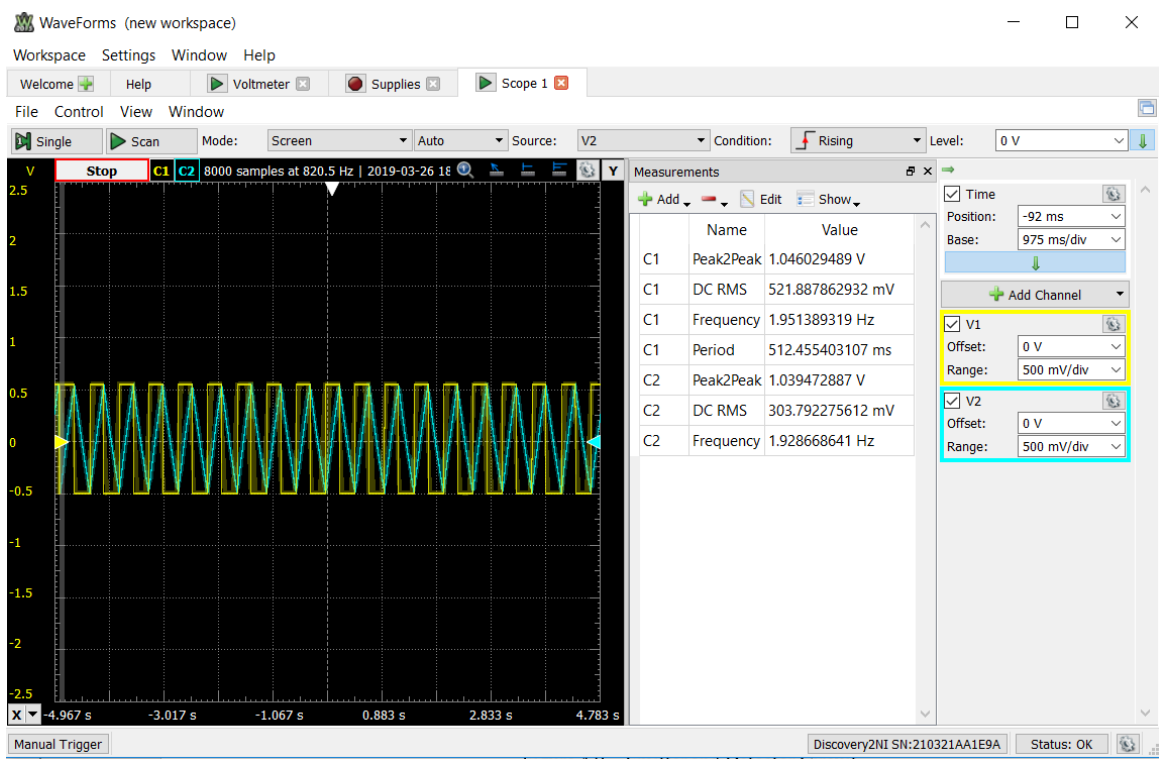 WaveForms (new workspace)
Workspace Settings Window Help
Welcome Help Voltmeter Supplies Scope 1
File Control View Window
Single Scan Mode: Screen Auto Source: V2 Condition: Rising Level: 0 V
V Stop C1 C2 8000 samples at 820.5 Hz | 2019-03-26 18 Y
2.5
2
1.5
1
0.5
0
-0.5
-1
-1.5
-2
-2.5
X -4.967 s -3.017 s -1.067 s 0.883 s 2.833 s 4.783 s
Measurements
Add Edit Show
Name Value
C1 Peak2Peak 1.046029489 V
C1 DC RMS 521.887862932 mV
C1 Frequency 1.951389319 Hz
C1 Period 512.455403107 ms
C2 Peak2Peak 1.039472887 V
C2 DC RMS 303.792275612 mV
C2 Frequency 1.928668641 Hz
Time
Position: -92 ms
Base: 975 ms/div
Add Channel
V1
Offset: 0 V
Range: 500 mV/div
V2
Offset: 0 V
Range: 500 mV/div
Manual Trigger Discovery2NI SN:210321AA1E9A Status: OK